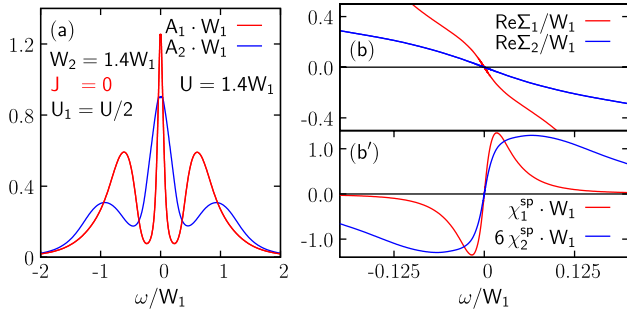 (a)
A₁ · W₁
A₂ · W₁
W₂ = 1.4W₁
J = 0
U = 1.4W₁
U₁ = U/2
1.2
0.8
0.4
0
-2
-1
0
1
2
ω/W₁
0.4
0.0
-0.4
(b)
ReΣ₁/W₁
ReΣ₂/W₁
1.0
0.0
-1.0
(b′)
χ₁ˢᵖ · W₁
6 χ₂ˢᵖ · W₁
-0.125
0
0.125
ω/W₁